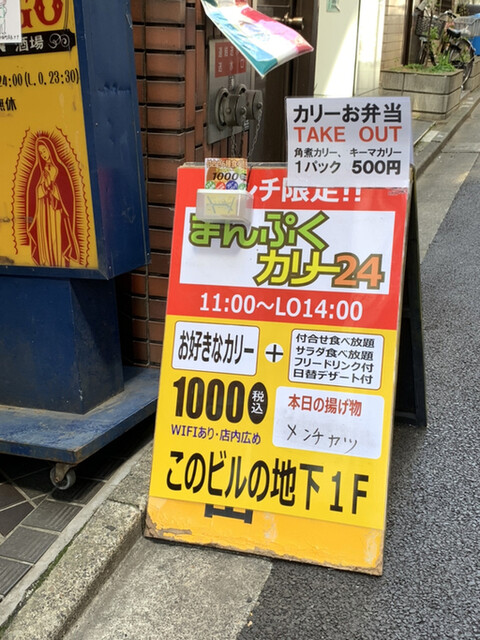 酒場
24:00 (L.O. 23:30)
無休
カリーお弁当
TAKE OUT
角煮カリー、キーマカリー
1パック 500円
1000
ンチ限定!!
まんぷく
カリー24
11:00〜LO14:00
お好きなカリー
+
付合せ食べ放題
サラダ食べ放題
フリードリンク付
日替デザート付
1000 税込
WIFIあり・店内広め
本日の揚げ物
メンチカツ
このビルの地下1F